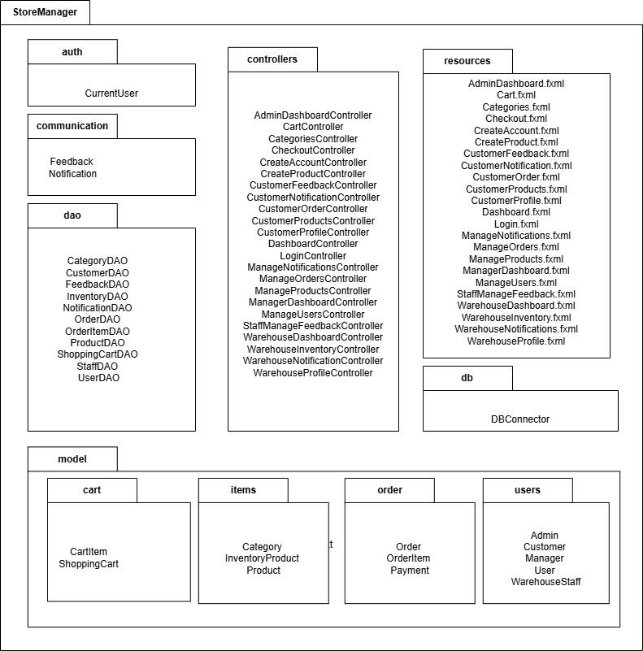 StoreManager
auth
CurrentUser
communication
Feedback
Notification
dao
CategoryDAO
CustomerDAO
FeedbackDAO
InventoryDAO
NotificationDAO
OrderDAO
OrderItemDAO
ProductDAO
ShoppingCartDAO
StaffDAO
UserDAO
controllers
AdminDashboardController
CartController
CategoriesController
CheckoutController
CreateAccountController
CreateProductController
CustomerFeedbackController
CustomerNotificationController
CustomerOrderController
CustomerProductsController
CustomerProfileController
DashboardController
LoginController
ManageNotificationsController
ManageOrdersController
ManageProductsController
ManagerDashboardController
ManageUsersController
StaffManageFeedbackController
WarehouseDashboardController
WarehouseInventoryController
WarehouseNotificationController
WarehouseProfileController
resources
AdminDashboard.fxml
Cart.fxml
Categories.fxml
Checkout.fxml
CreateAccount.fxml
CreateProduct.fxml
CustomerFeedback.fxml
CustomerNotification.fxml
CustomerOrder.fxml
CustomerProducts.fxml
CustomerProfile.fxml
Dashboard.fxml
Login.fxml
ManageNotifications.fxml
ManageOrders.fxml
ManageProducts.fxml
ManagerDashboard.fxml
ManageUsers.fxml
StaffManageFeedback.fxml
WarehouseDashboard.fxml
WarehouseInventory.fxml
WarehouseNotifications.fxml
WarehouseProfile.fxml
db
DBConnector
model
cart
CartItem
ShoppingCart
items
Category
InventoryProduct
Product
order
Order
OrderItem
Payment
users
Admin
Customer
Manager
User
WarehouseStaff